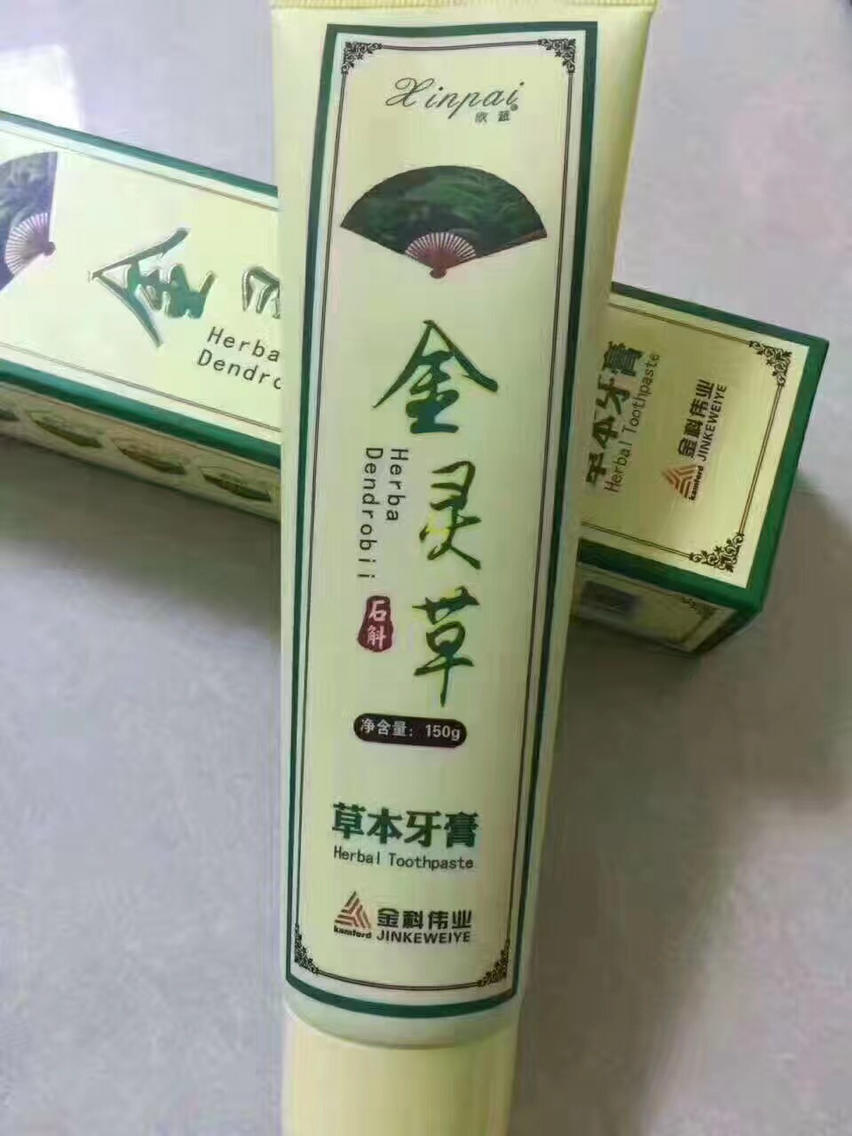 Xinpai
欣葩
金灵草
Herba
Dendrobii
石斛
净含量：150g
草本牙膏
Herbal Toothpaste
kamford
金科伟业
JINKEWEIYE
金灵
Herba
Dendro
草本牙膏
Herbal Toothpaste
kamford
金科伟业
JINKEWEIYE